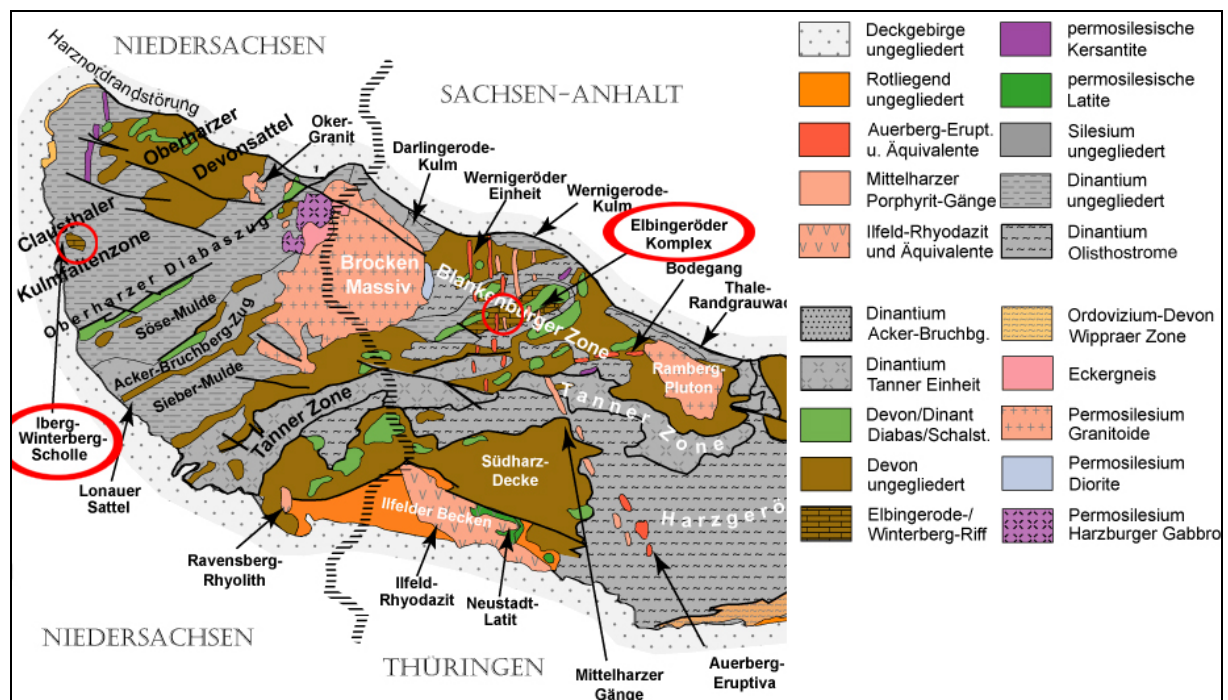 NIEDERSACHSEN
Harznordrandstörung
SACHSEN-ANHALT
Oker-
Granit
Oberharzer
Devonsattel
Darlingerode-
Kulm
Wernigeröder
Einheit
Wernigerode-
Kulm
Elbingeröder
Komplex
Bodegang
Thale-
Randgrauwac
Clausthaler
Kulmfaltenzone
Oberharzer Diabaszug
Brocken
Massiv
Blankenburger Zone
Söse-Mulde
Acker-Bruchberg-Zug
Sieber-Mulde
Ramberg-
Pluton
Tanner Zone
Tanner Zone
Iberg-
Winterberg-
Scholle
Lonauer
Sattel
Südharz-
Decke
Ilfelder Becken
Harzgerö
Ravensberg-
Rhyolith
Ilfeld-
Rhyodazit
Neustadt-
Latit
Mittelharzer
Gänge
Auerberg-
Eruptiva
NIEDERSACHSEN
THÜRINGEN
Deckgebirge
ungegliedert
Rotliegend
ungegliedert
Auerberg-Erupt.
u. Äquivalente
Mittelharzer
Porphyrit-Gänge
Ilfeld-Rhyodazit
und Äquivalente
permosilesische
Kersantite
permosilesische
Latite
Silesium
ungegliedert
Dinantium
ungegliedert
Dinantium
Olisthostrome
Dinantium
Acker-Bruchbg.
Dinantium
Tanner Einheit
Devon/Dinant
Diabas/Schalst.
Devon
ungegliedert
Elbingerode-/
Winterberg-Riff
Ordovizium-Devon
Wippraer Zone
Eckergneis
Permosilesium
Granitoide
Permosilesium
Diorite
Permosilesium
Harzburger Gabbro